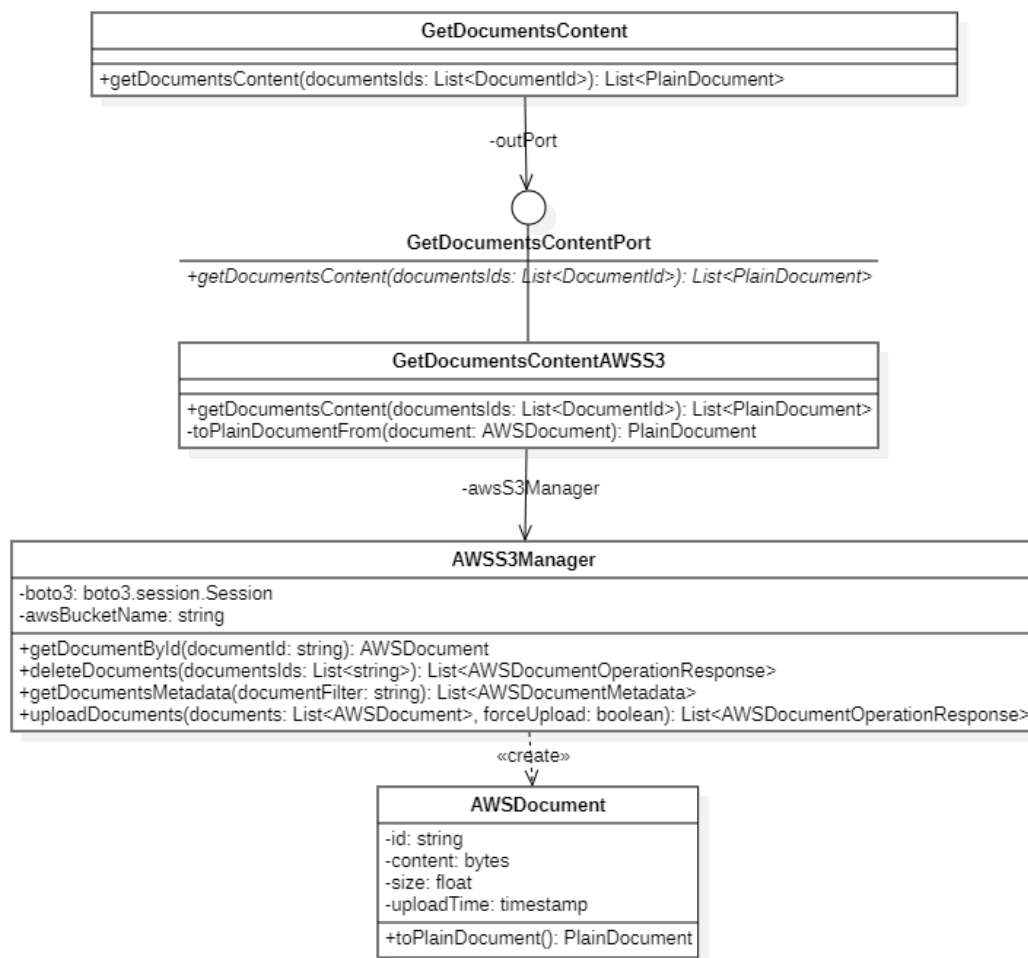 GetDocumentsContent
+getDocumentsContent(documentsIds: List<DocumentId>): List<PlainDocument>
-outPort
GetDocumentsContentPort
+getDocumentsContent(documentsIds: List<DocumentId>): List<PlainDocument>
GetDocumentsContentAWSS3
+getDocumentsContent(documentsIds: List<DocumentId>): List<PlainDocument>
-toPlainDocumentFrom(document: AWSDocument): PlainDocument
-awsS3Manager
AWSS3Manager
-boto3: boto3.session.Session
-awsBucketName: string
+getDocumentById(documentId: string): AWSDocument
+deleteDocuments(documentsIds: List<string>): List<AWSDocumentOperationResponse>
+getDocumentsMetadata(documentFilter: string): List<AWSDocumentMetadata>
+uploadDocuments(documents: List<AWSDocument>, forceUpload: boolean): List<AWSDocumentOperationResponse>
«create»
AWSDocument
-id: string
-content: bytes
-size: float
-uploadTime: timestamp
+toPlainDocument(): PlainDocument